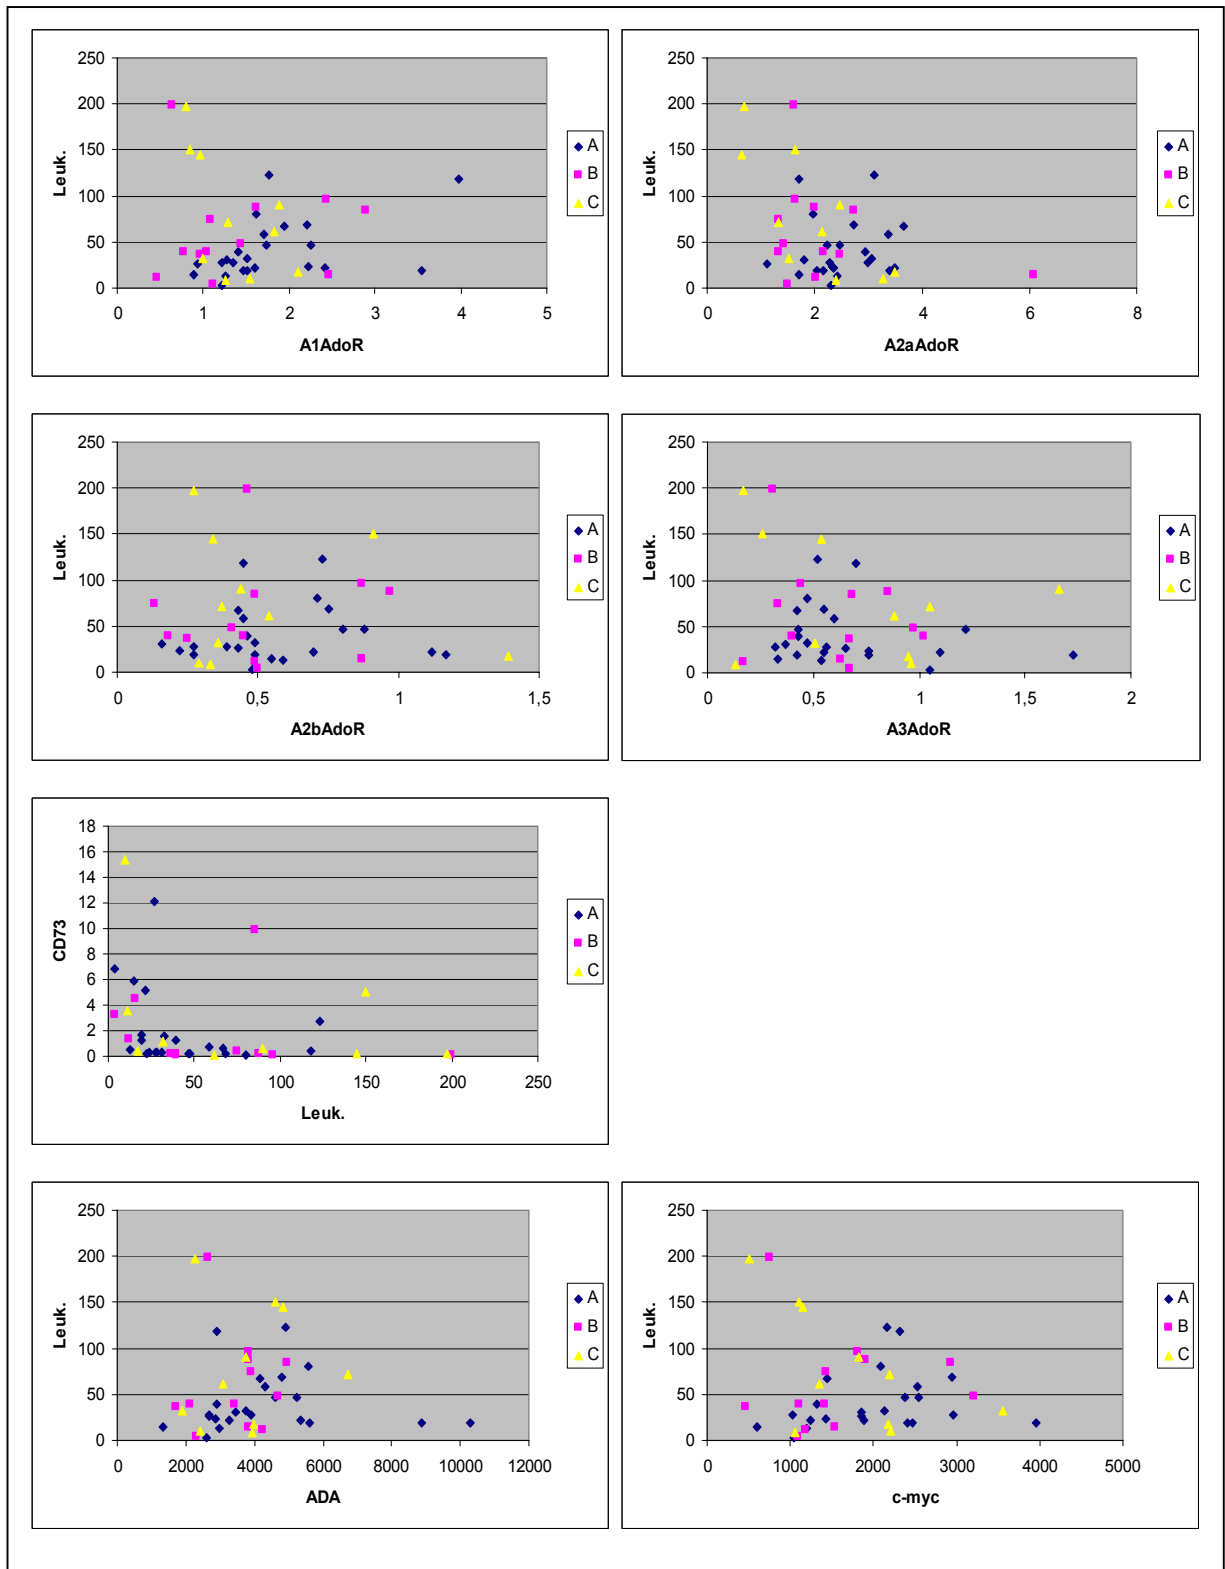 250
200
150
100
50
0
0 1 2 3 4 5
Leuk.
A1AdoR
A
B
C
250
200
150
100
50
0
0 2 4 6 8
Leuk.
A2aAdoR
A
B
C
250
200
150
100
50
0
0 0,5 1 1,5
Leuk.
A2bAdoR
A
B
C
250
200
150
100
50
0
0 0,5 1 1,5 2
Leuk.
A3AdoR
A
B
C
18
16
14
12
10
8
6
4
2
0
0 50 100 150 200 250
CD73
Leuk.
A
B
C
250
200
150
100
50
0
0 2000 4000 6000 8000 10000 12000
Leuk.
ADA
A
B
C
250
200
150
100
50
0
0 1000 2000 3000 4000 5000
Leuk.
c-myc
A
B
C